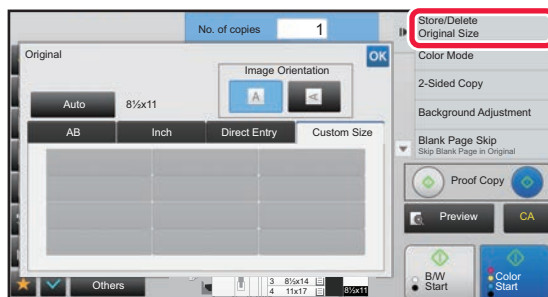 No. of copies 1
Store/Delete
Original Size
Original
OK
Color Mode
Image Orientation
A A
2-Sided Copy
Auto 8½x11
Background Adjustment
AB Inch Direct Entry Custom Size
Blank Page Skip
Skip Blank Page in Original
Proof Copy
Preview CA
B/W
Start
Color
Start
Others
3 8½x14
4 11x17
8½x11